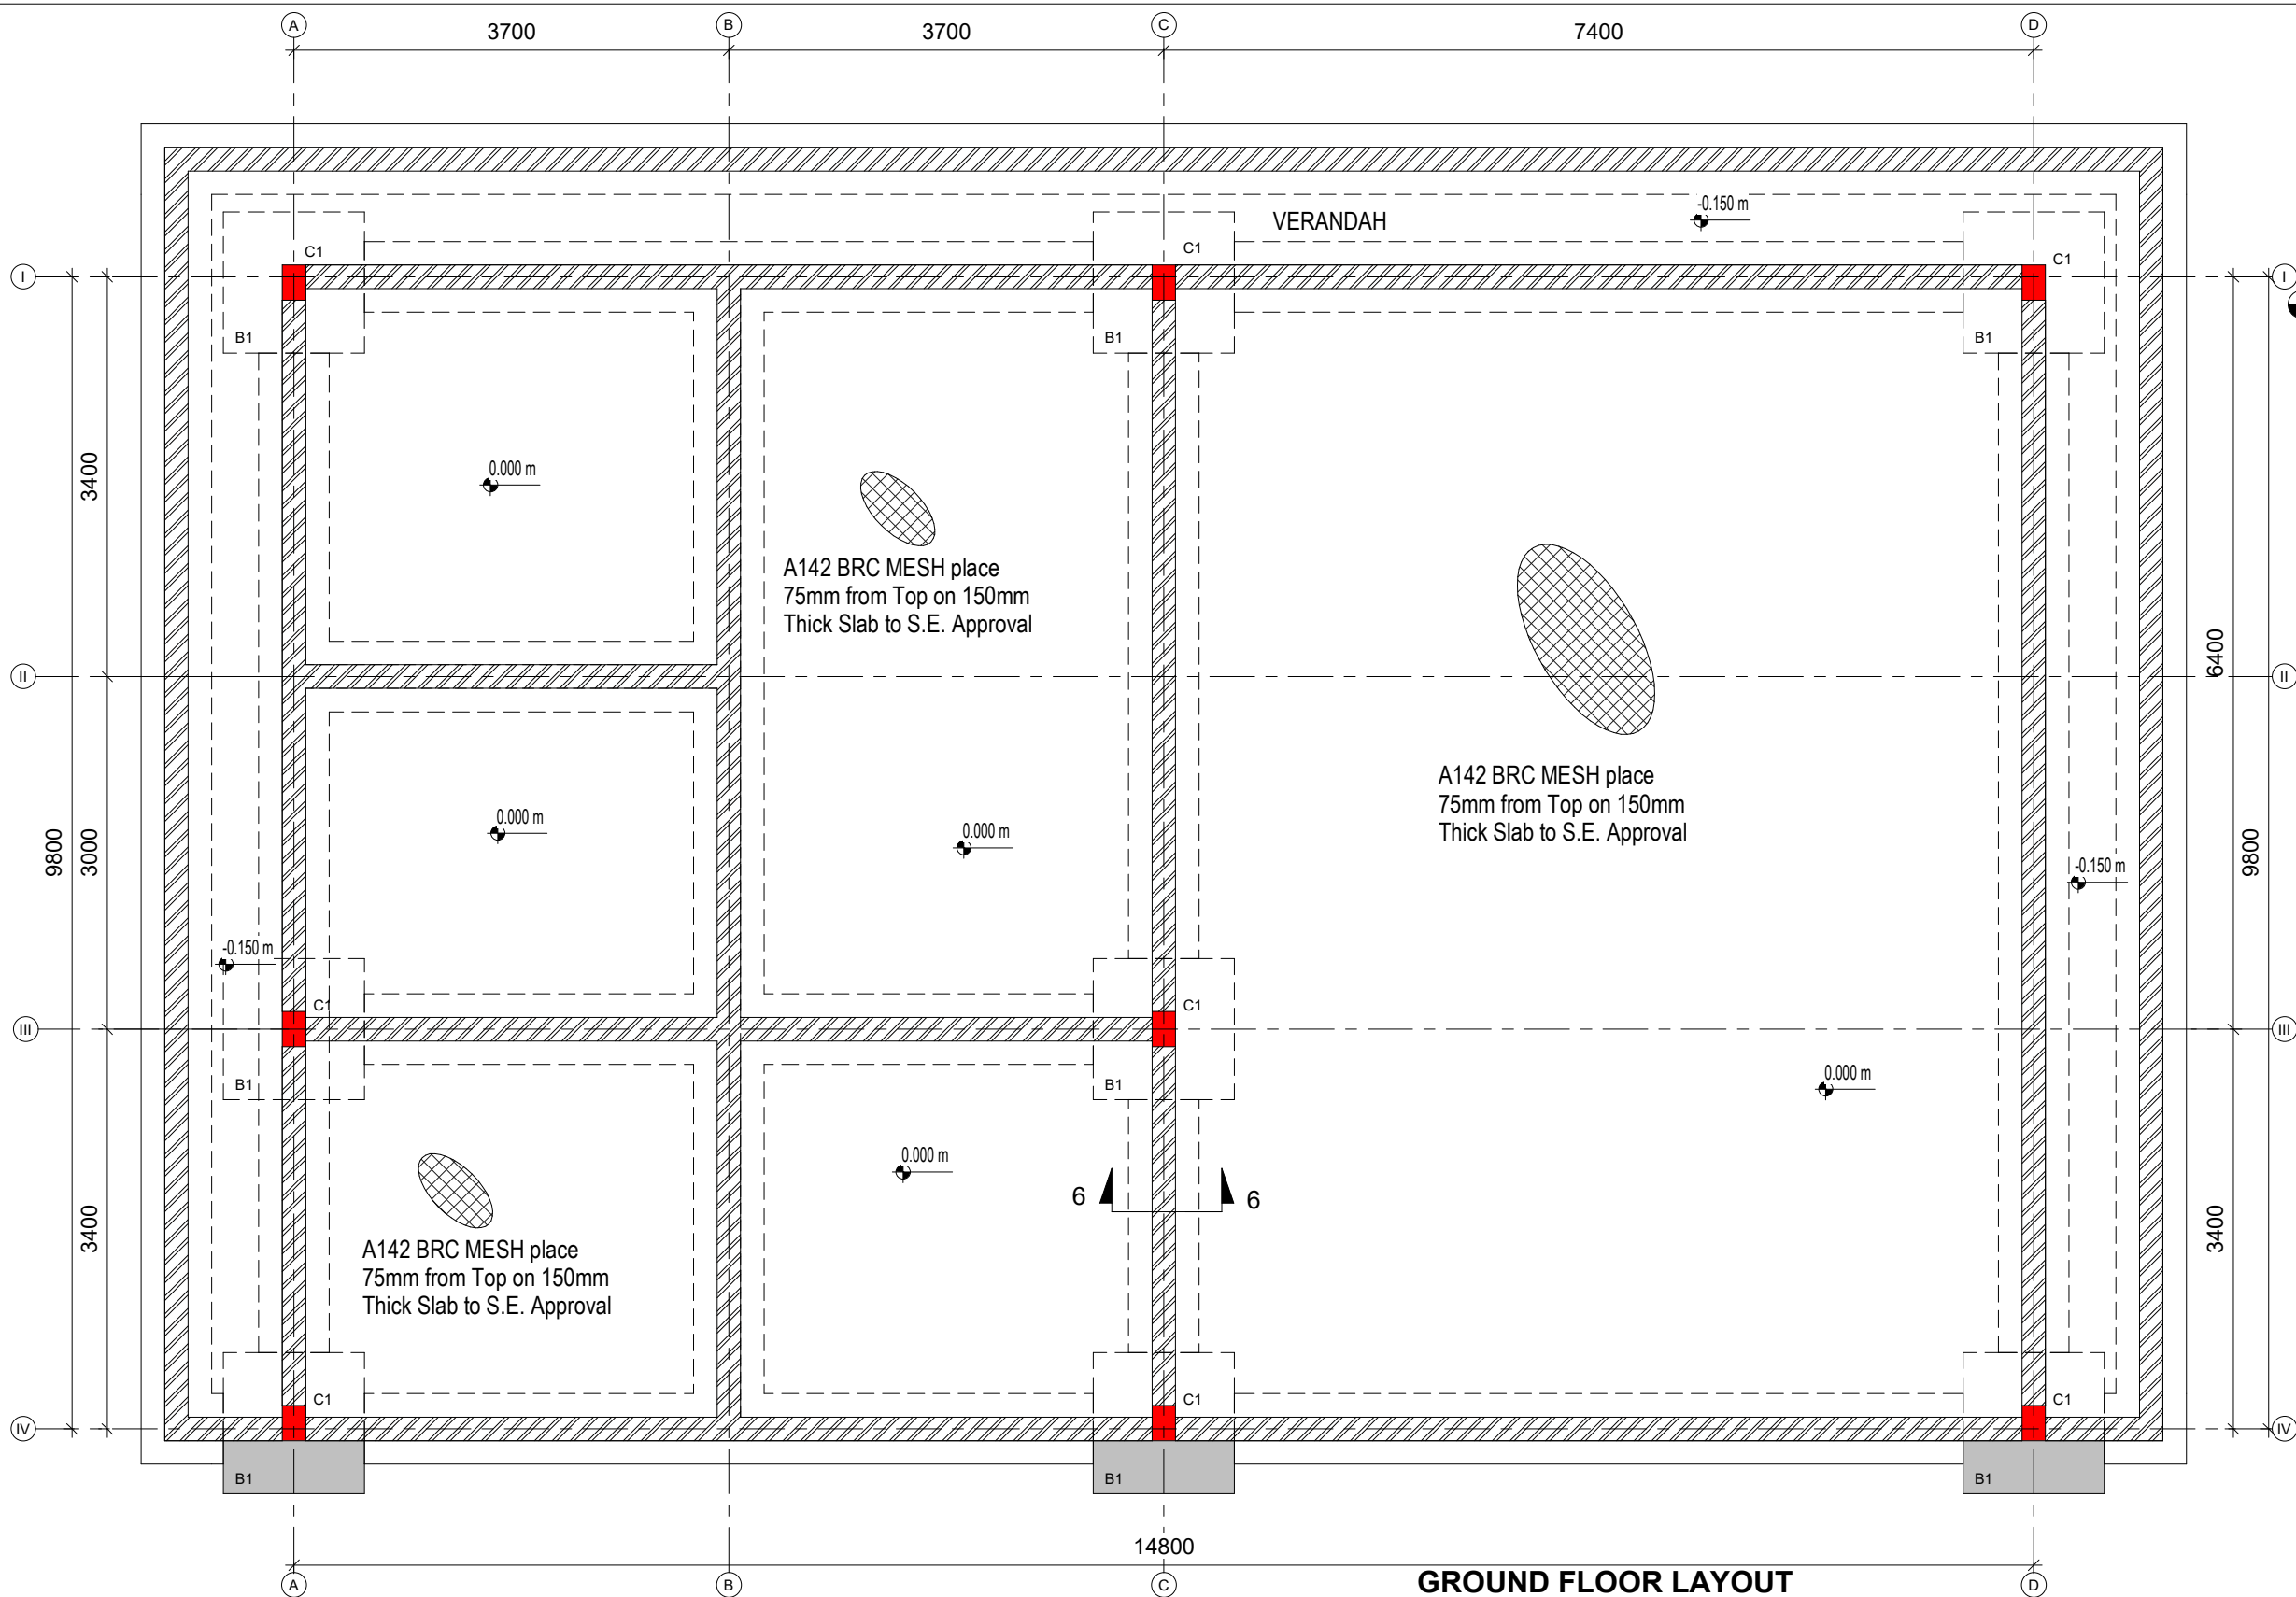 A
B
C
D
3700
3700
7400
VERANDAH
-0.150 m
C1
C1
C1
I
I
B1
B1
B1
3400
0.000 m
A142 BRC MESH place
75mm from Top on 150mm
Thick Slab to S.E. Approval
6400
II
II
A142 BRC MESH place
75mm from Top on 150mm
Thick Slab to S.E. Approval
9800
3000
0.000 m
0.000 m
9800
-0.150 m
-0.150 m
C1
C1
III
III
B1
B1
0.000 m
0.000 m
6
6
3400
3400
A142 BRC MESH place
75mm from Top on 150mm
Thick Slab to S.E. Approval
C1
C1
C1
IV
IV
B1
B1
B1
14800
A
B
C
D
GROUND FLOOR LAYOUT